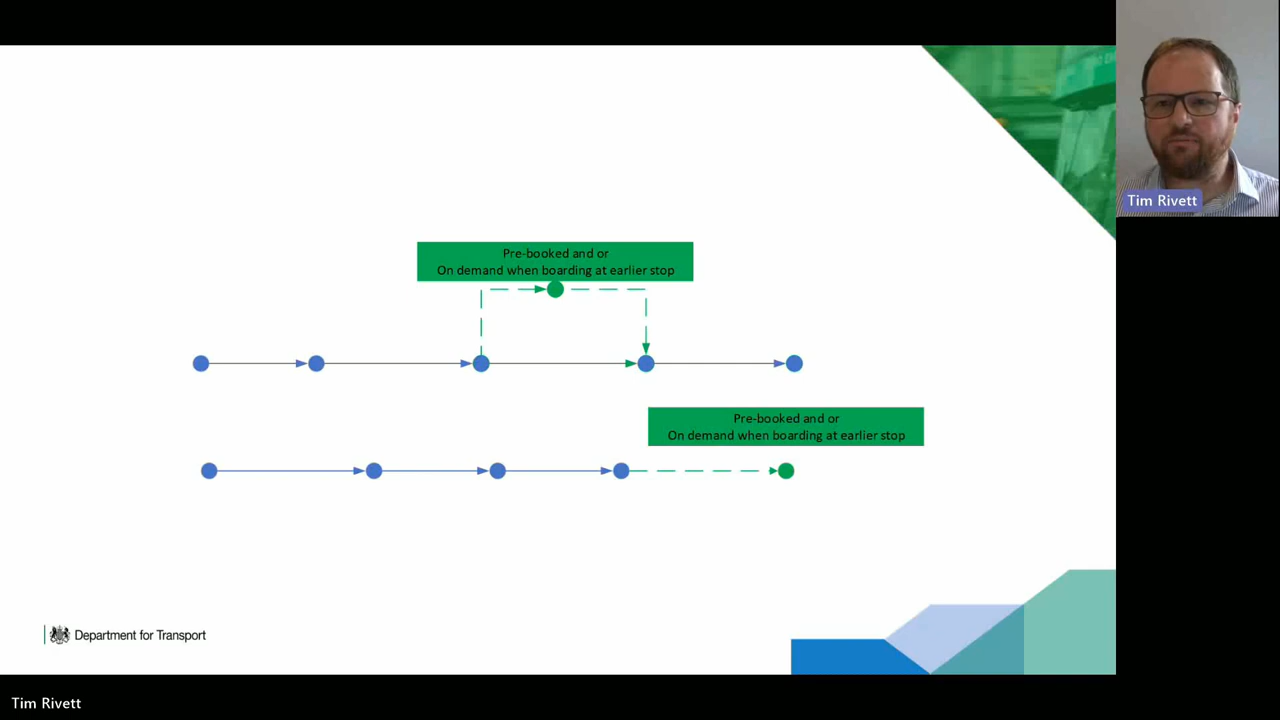 Pre-booked and or
On demand when boarding at earlier stop
Pre-booked and or
On demand when boarding at earlier stop
Department for Transport
Tim Rivett
Tim Rivett